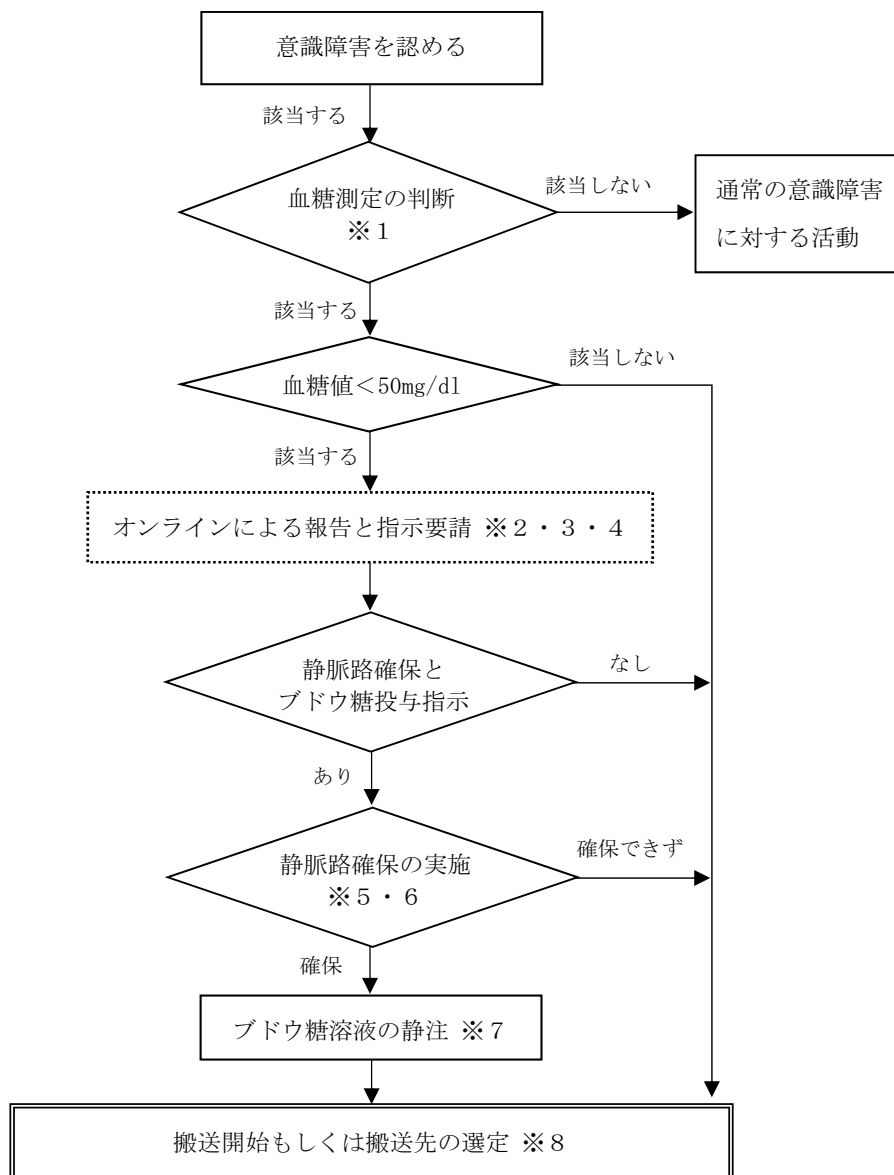 意識障害を認める
該当する
血糖測定の判断
※１
該当しない
通常の意識障害
に対する活動
該当する
血糖値＜50mg/dl
該当しない
該当する
オンラインによる報告と指示要請 ※２・３・４
静脈路確保と
ブドウ糖投与指示
なし
あり
静脈路確保の実施
※５・６
確保できず
確保
ブドウ糖溶液の静注 ※７
搬送開始もしくは搬送先の選定 ※８